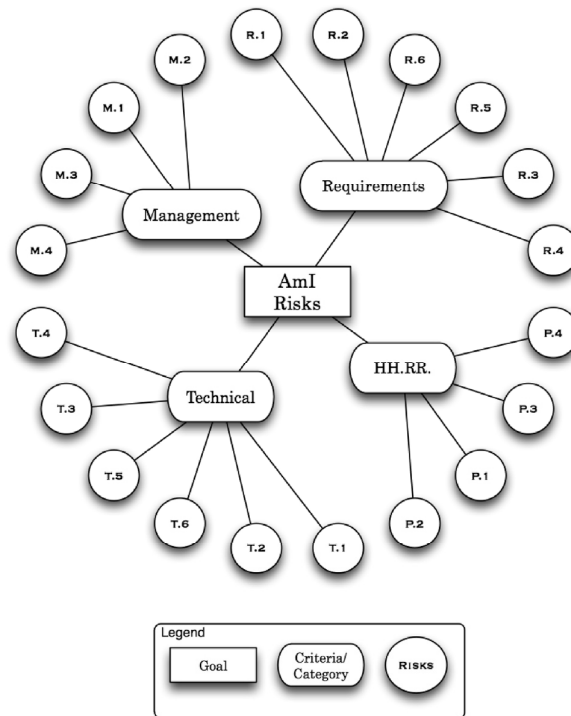 R.1
R.2
M.2
R.6
M.1
R.5
M.3
Requirements
R.3
Management
M.4
R.4
AmI
Risks
T.4
P.4
HH.RR.
Technical
T.3
P.3
T.5
P.1
T.6
P.2
T.2
T.1
Legend
Goal
Criteria/
Category
Risks